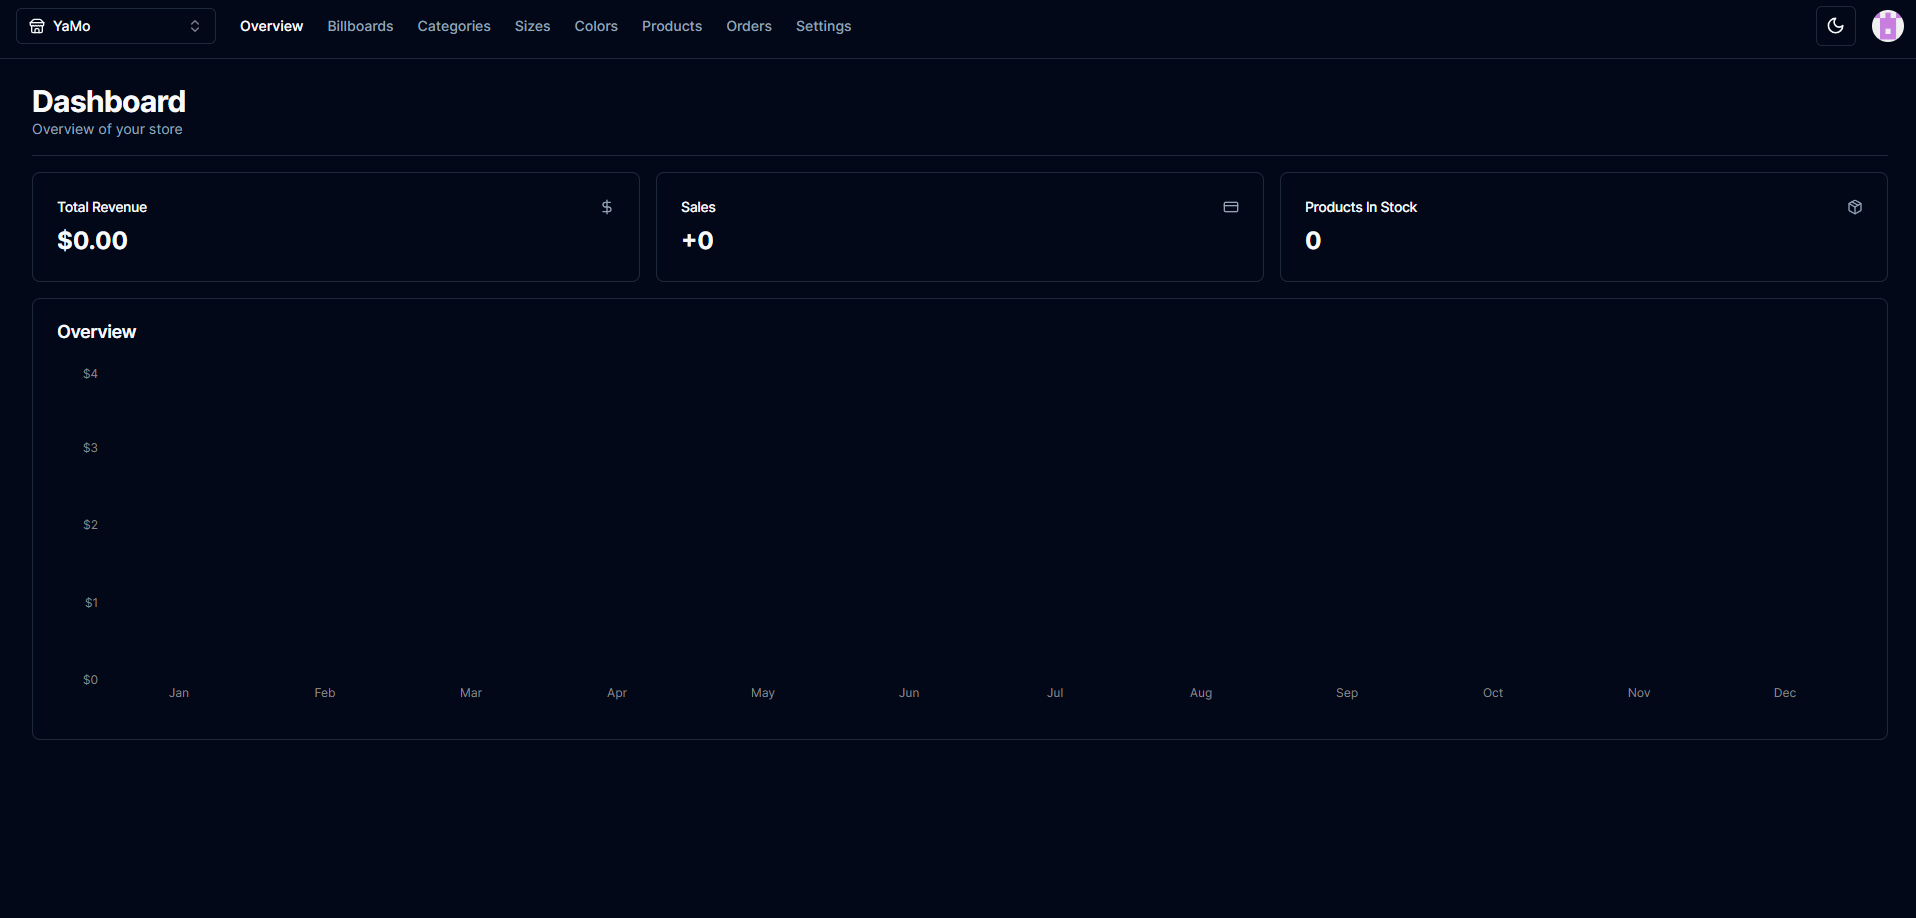 YaMo Overview Billboards Categories Sizes Colors Products Orders Settings
Dashboard
Overview of your store
Total Revenue
$0.00
Sales
+0
Products In Stock
0
Overview
$4
$3
$2
$1
$0
Jan Feb Mar Apr May Jun Jul Aug Sep Oct Nov Dec